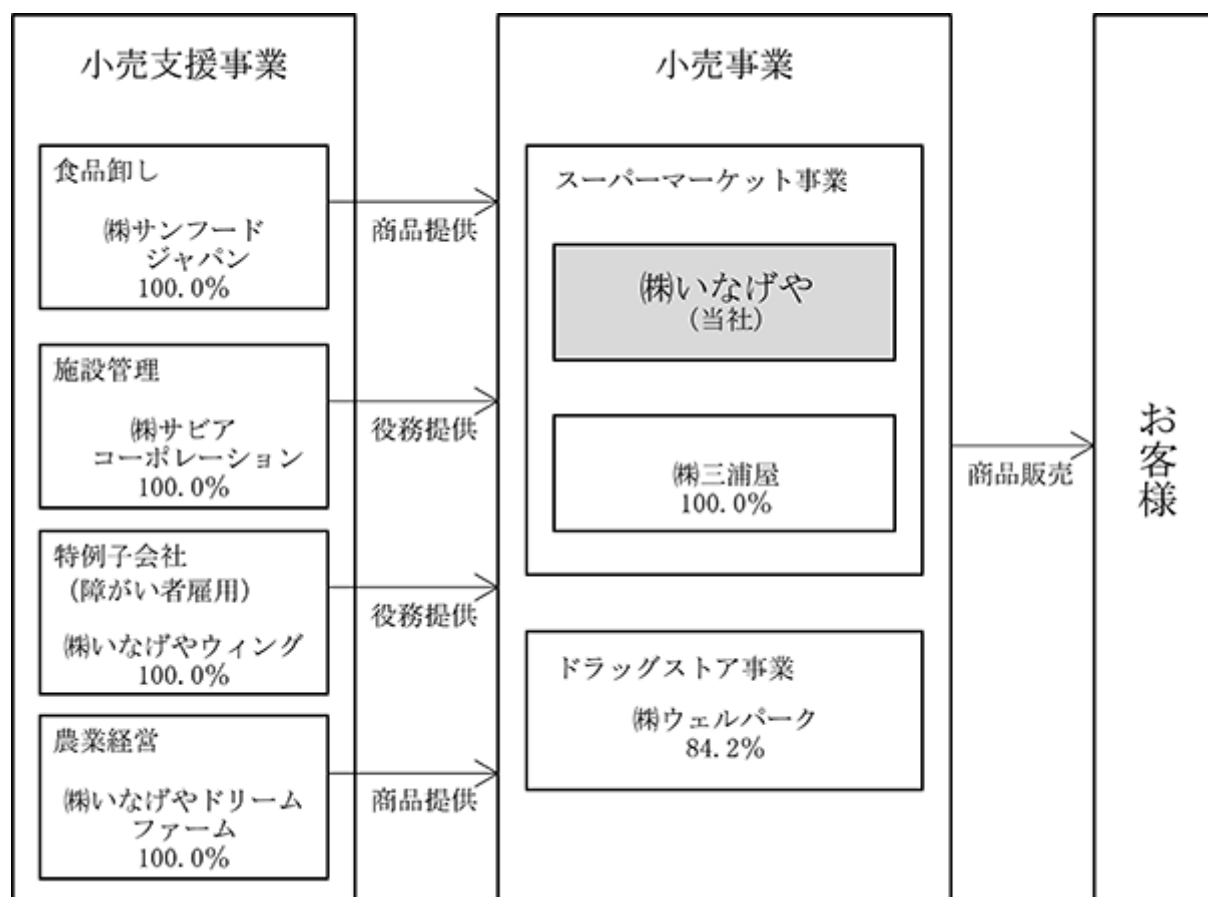 小売支援事業
食品卸し
㈱サンフード
ジャパン
100.0%
施設管理
㈱サビア
コーポレーション
100.0%
特例子会社
(障がい者雇用)
㈱いなげやウィング
100.0%
農業経営
㈱いなげやドリーム
ファーム
100.0%
商品提供
役務提供
役務提供
商品提供
小売事業
スーパーマーケット事業
㈱いなげや
(当社)
㈱三浦屋
100.0%
ドラッグストア事業
㈱ウェルパーク
84.2%
商品販売
お客様